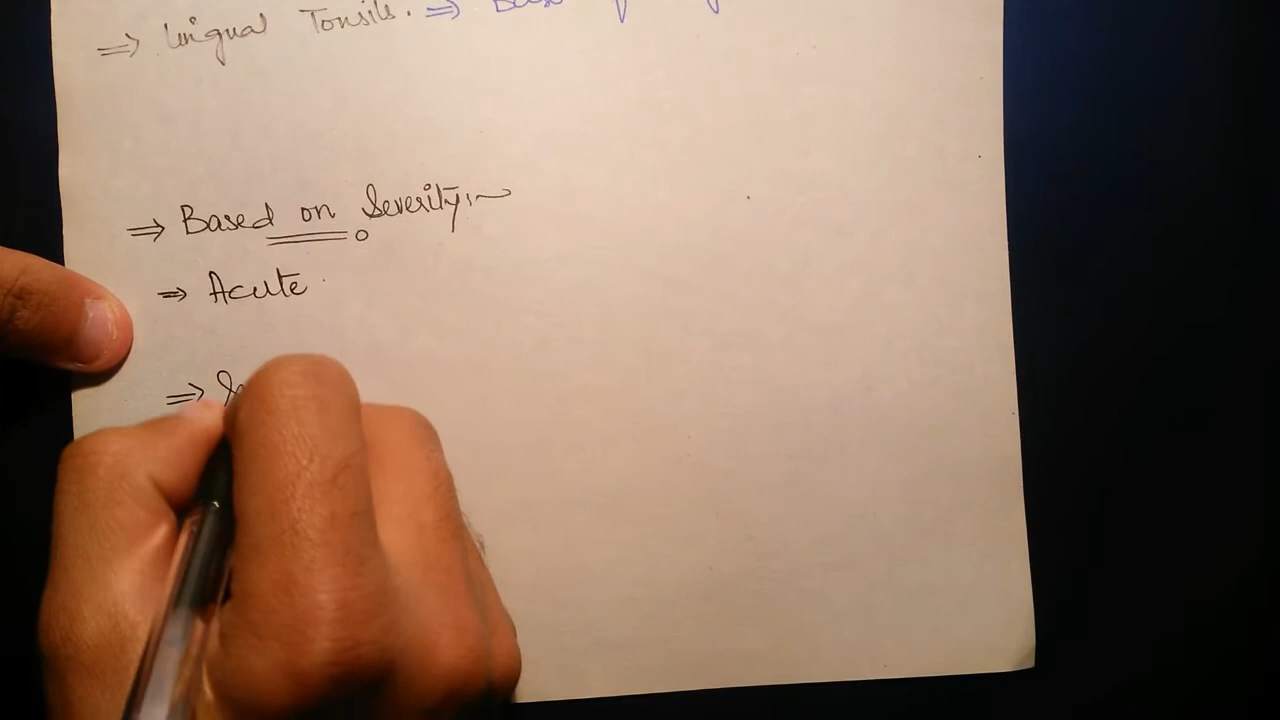 ⇒ Lingual Tonsils. ⇒
⇒ Based on Severity:~
⇒ Acute
⇒